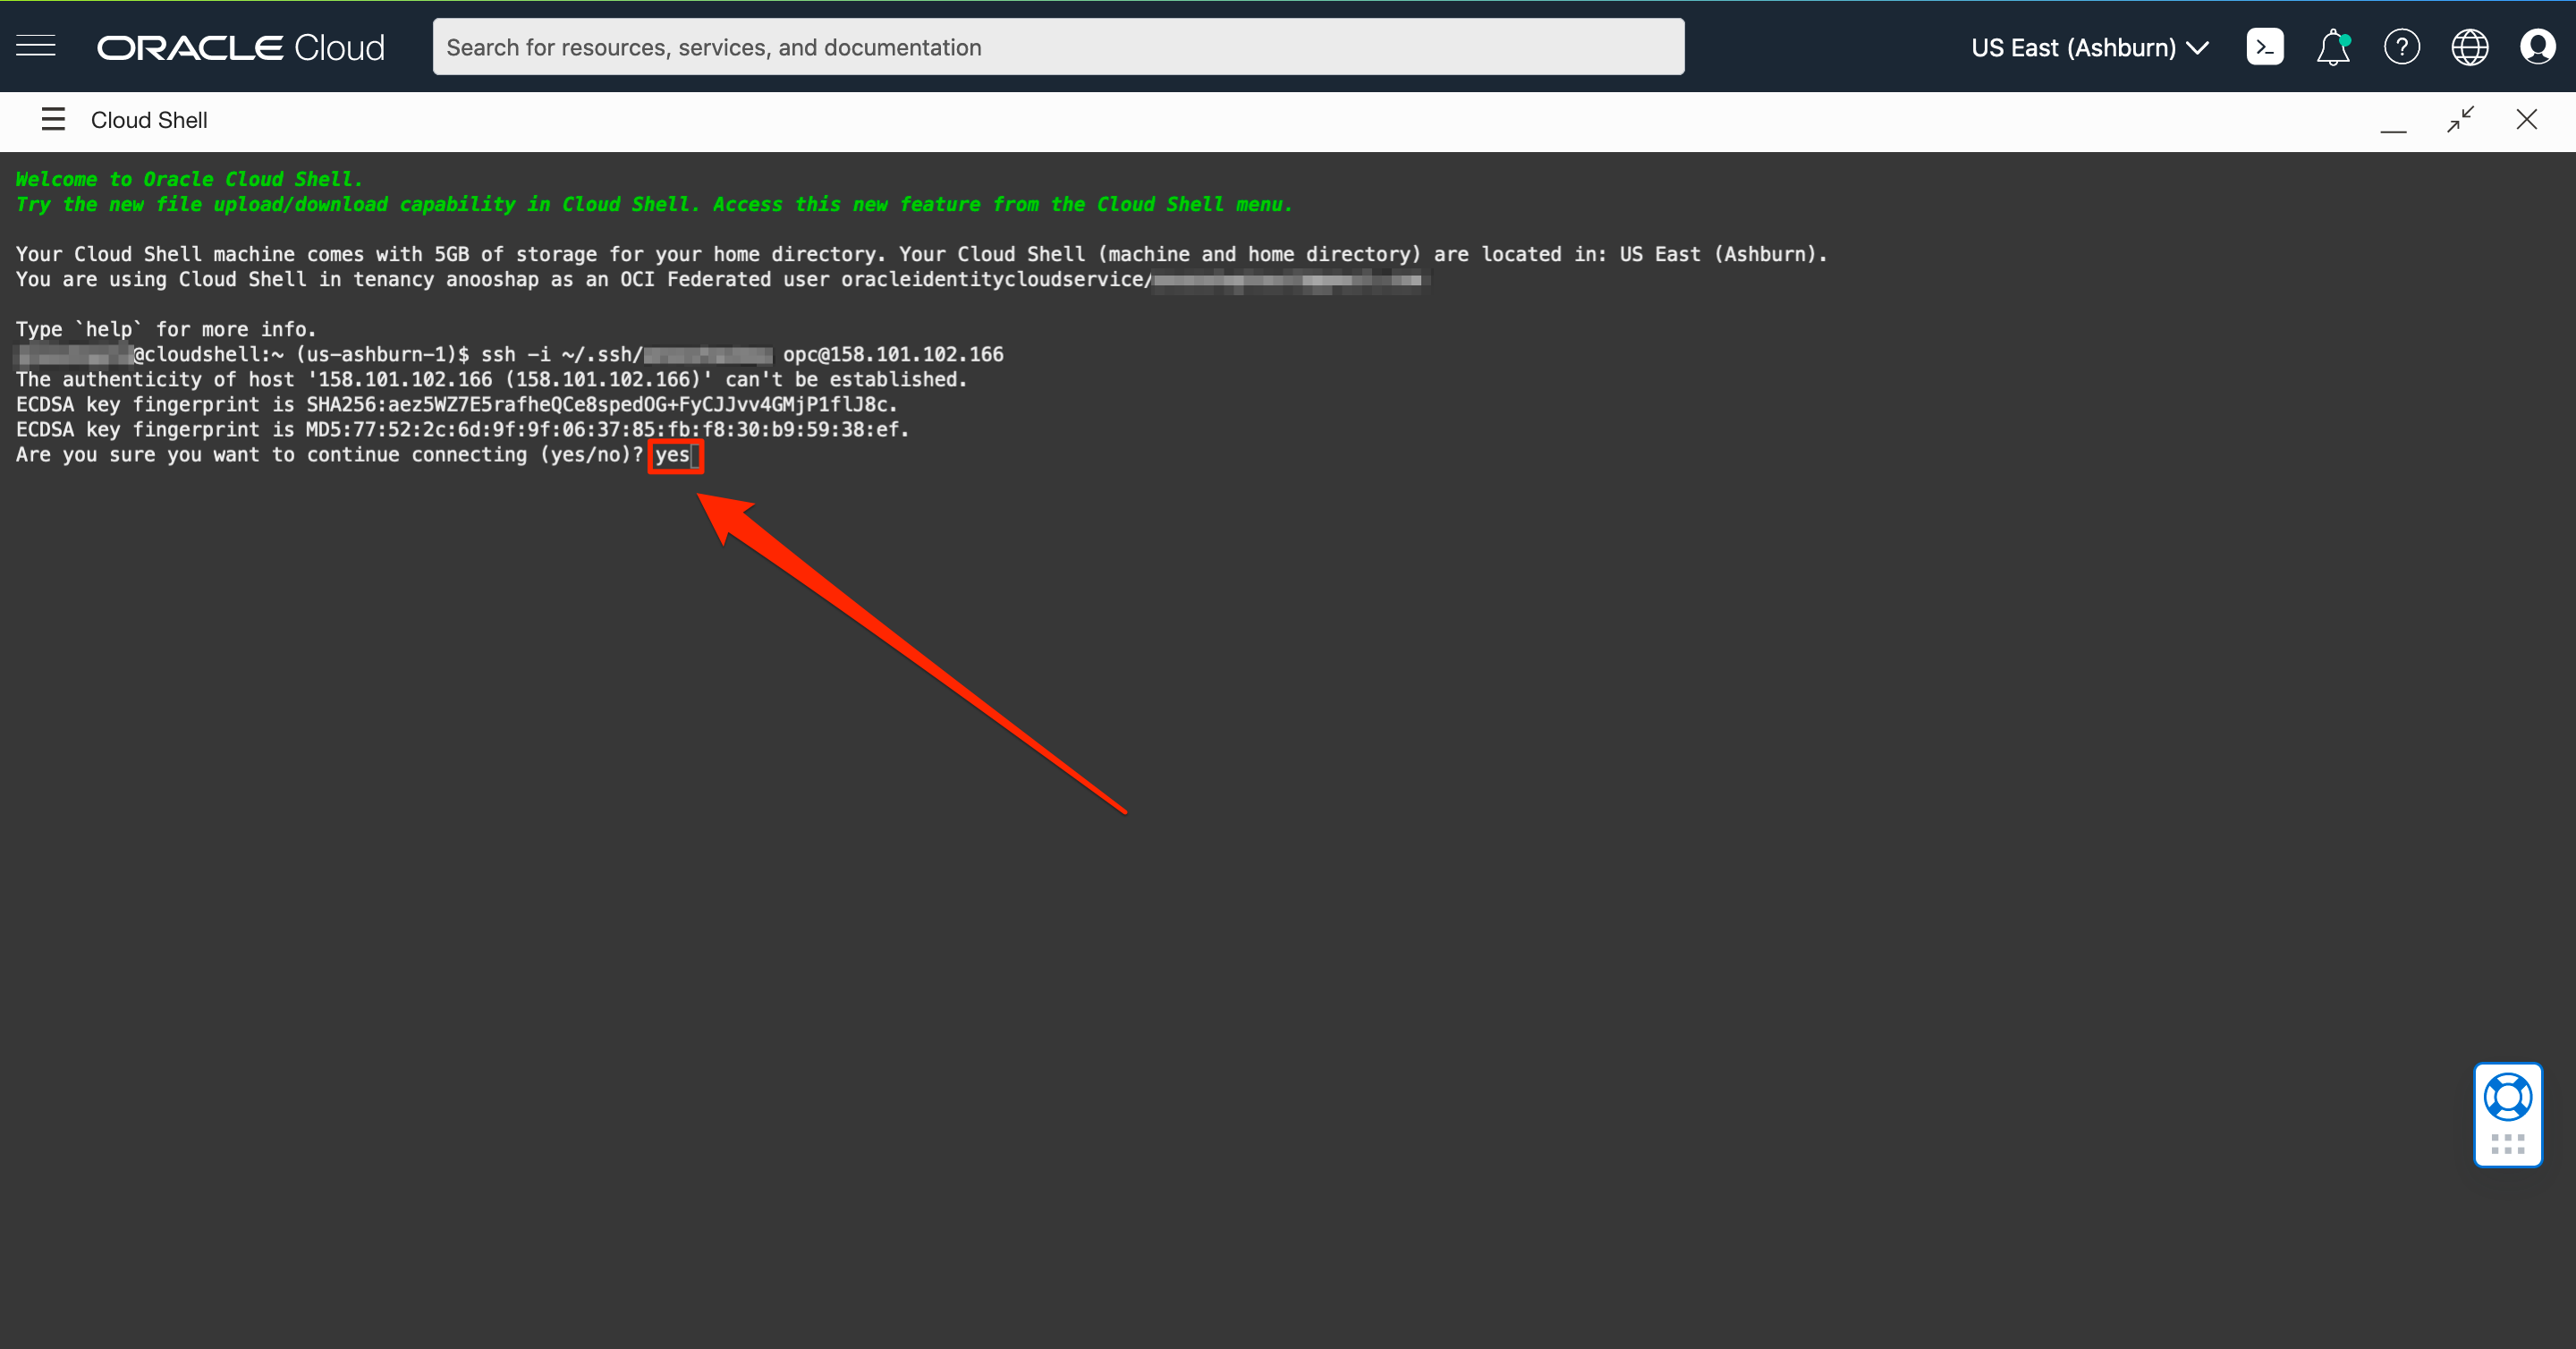 ORACLE Cloud
Search for resources, services, and documentation
US East (Ashburn)
Cloud Shell
Welcome to Oracle Cloud Shell.
Try the new file upload/download capability in Cloud Shell. Access this new feature from the Cloud Shell menu.
Your Cloud Shell machine comes with 5GB of storage for your home directory. Your Cloud Shell (machine and home directory) are located in: US East (Ashburn).
You are using Cloud Shell in tenancy anooshap as an OCI Federated user oracleidentitycloudservice/
Type `help` for more info.
@cloudshell:~ (us-ashburn-1)$ ssh -i ~/.ssh/ opc@158.101.102.166
The authenticity of host '158.101.102.166 (158.101.102.166)' can't be established.
ECDSA key fingerprint is SHA256:aez5WZ7E5rafheQCe8spedOG+FyCJJvv4GMjP1flJ8c.
ECDSA key fingerprint is MD5:77:52:2c:6d:9f:9f:06:37:85:fb:f8:30:b9:59:38:ef.
Are you sure you want to continue connecting (yes/no)? yes